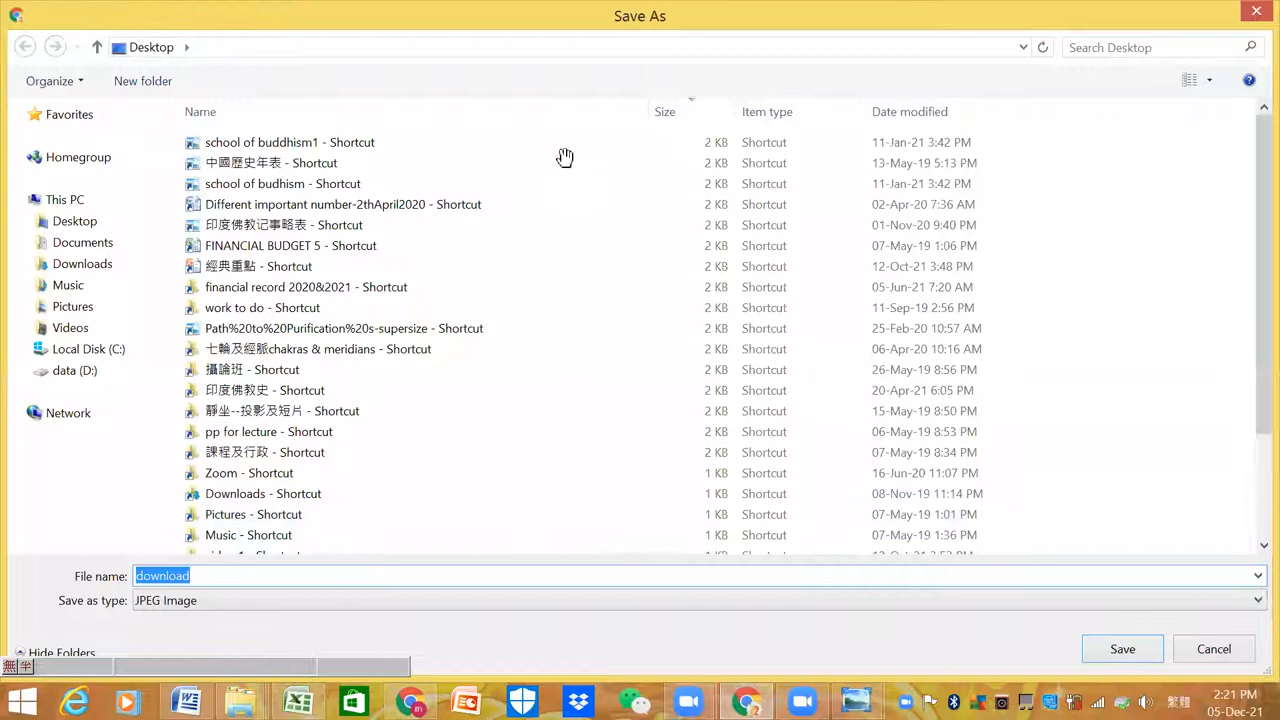 Save As
Desktop
Search Desktop
Organize
New folder
Favorites
Homegroup
This PC
Desktop
Documents
Downloads
Music
Pictures
Videos
Local Disk (C:)
data (D:)
Network
Name Size Item type Date modified
school of buddhism1 - Shortcut 2 KB Shortcut 11-Jan-21 3:42 PM
中國歷史年表 - Shortcut 2 KB Shortcut 13-May-19 5:13 PM
school of budhism - Shortcut 2 KB Shortcut 11-Jan-21 3:42 PM
Different important number-2thApril2020 - Shortcut 2 KB Shortcut 02-Apr-20 7:36 AM
印度佛教记事略表 - Shortcut 2 KB Shortcut 01-Nov-20 9:40 PM
FINANCIAL BUDGET 5 - Shortcut 2 KB Shortcut 07-May-19 1:06 PM
經典重點 - Shortcut 2 KB Shortcut 12-Oct-21 3:48 PM
financial record 2020&2021 - Shortcut 2 KB Shortcut 05-Jun-21 7:20 AM
work to do - Shortcut 2 KB Shortcut 11-Sep-19 2:56 PM
Path%20to%20Purification%20s-supersize - Shortcut 2 KB Shortcut 25-Feb-20 10:57 AM
七輪及經脈chakras & meridians - Shortcut 2 KB Shortcut 06-Apr-20 10:16 AM
攝論班 - Shortcut 2 KB Shortcut 26-May-19 8:56 PM
印度佛教史 - Shortcut 2 KB Shortcut 20-Apr-21 6:05 PM
靜坐--投影及短片 - Shortcut 2 KB Shortcut 15-May-19 8:50 PM
pp for lecture - Shortcut 2 KB Shortcut 06-May-19 8:53 PM
課程及行政 - Shortcut 2 KB Shortcut 07-May-19 8:34 PM
Zoom - Shortcut 1 KB Shortcut 16-Jun-20 11:07 PM
Downloads - Shortcut 1 KB Shortcut 08-Nov-19 11:14 PM
Pictures - Shortcut 1 KB Shortcut 07-May-19 1:01 PM
Music - Shortcut 1 KB Shortcut 07-May-19 1:36 PM
File name: download
Save as type: JPEG Image
Hide Folders
Save
Cancel
無 半
繁體
2:21 PM
05-Dec-21